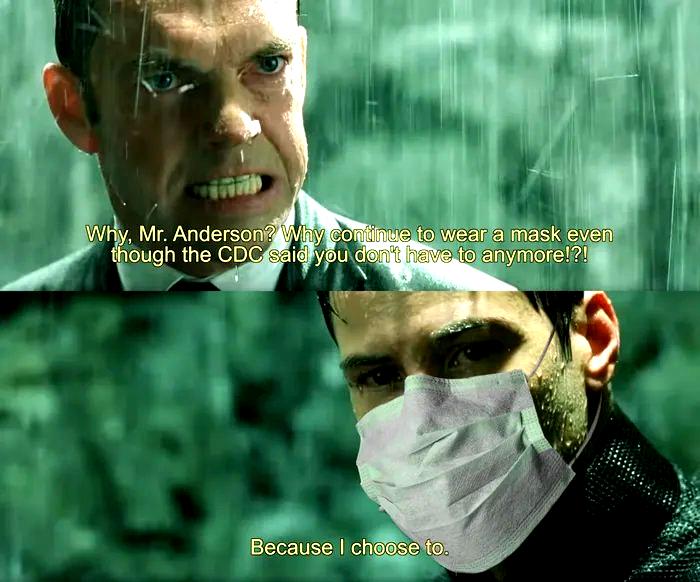 Why, Mr. Anderson? Why continue to wear a mask even
though the CDC said you don't have to anymore!?!
Because I choose to.